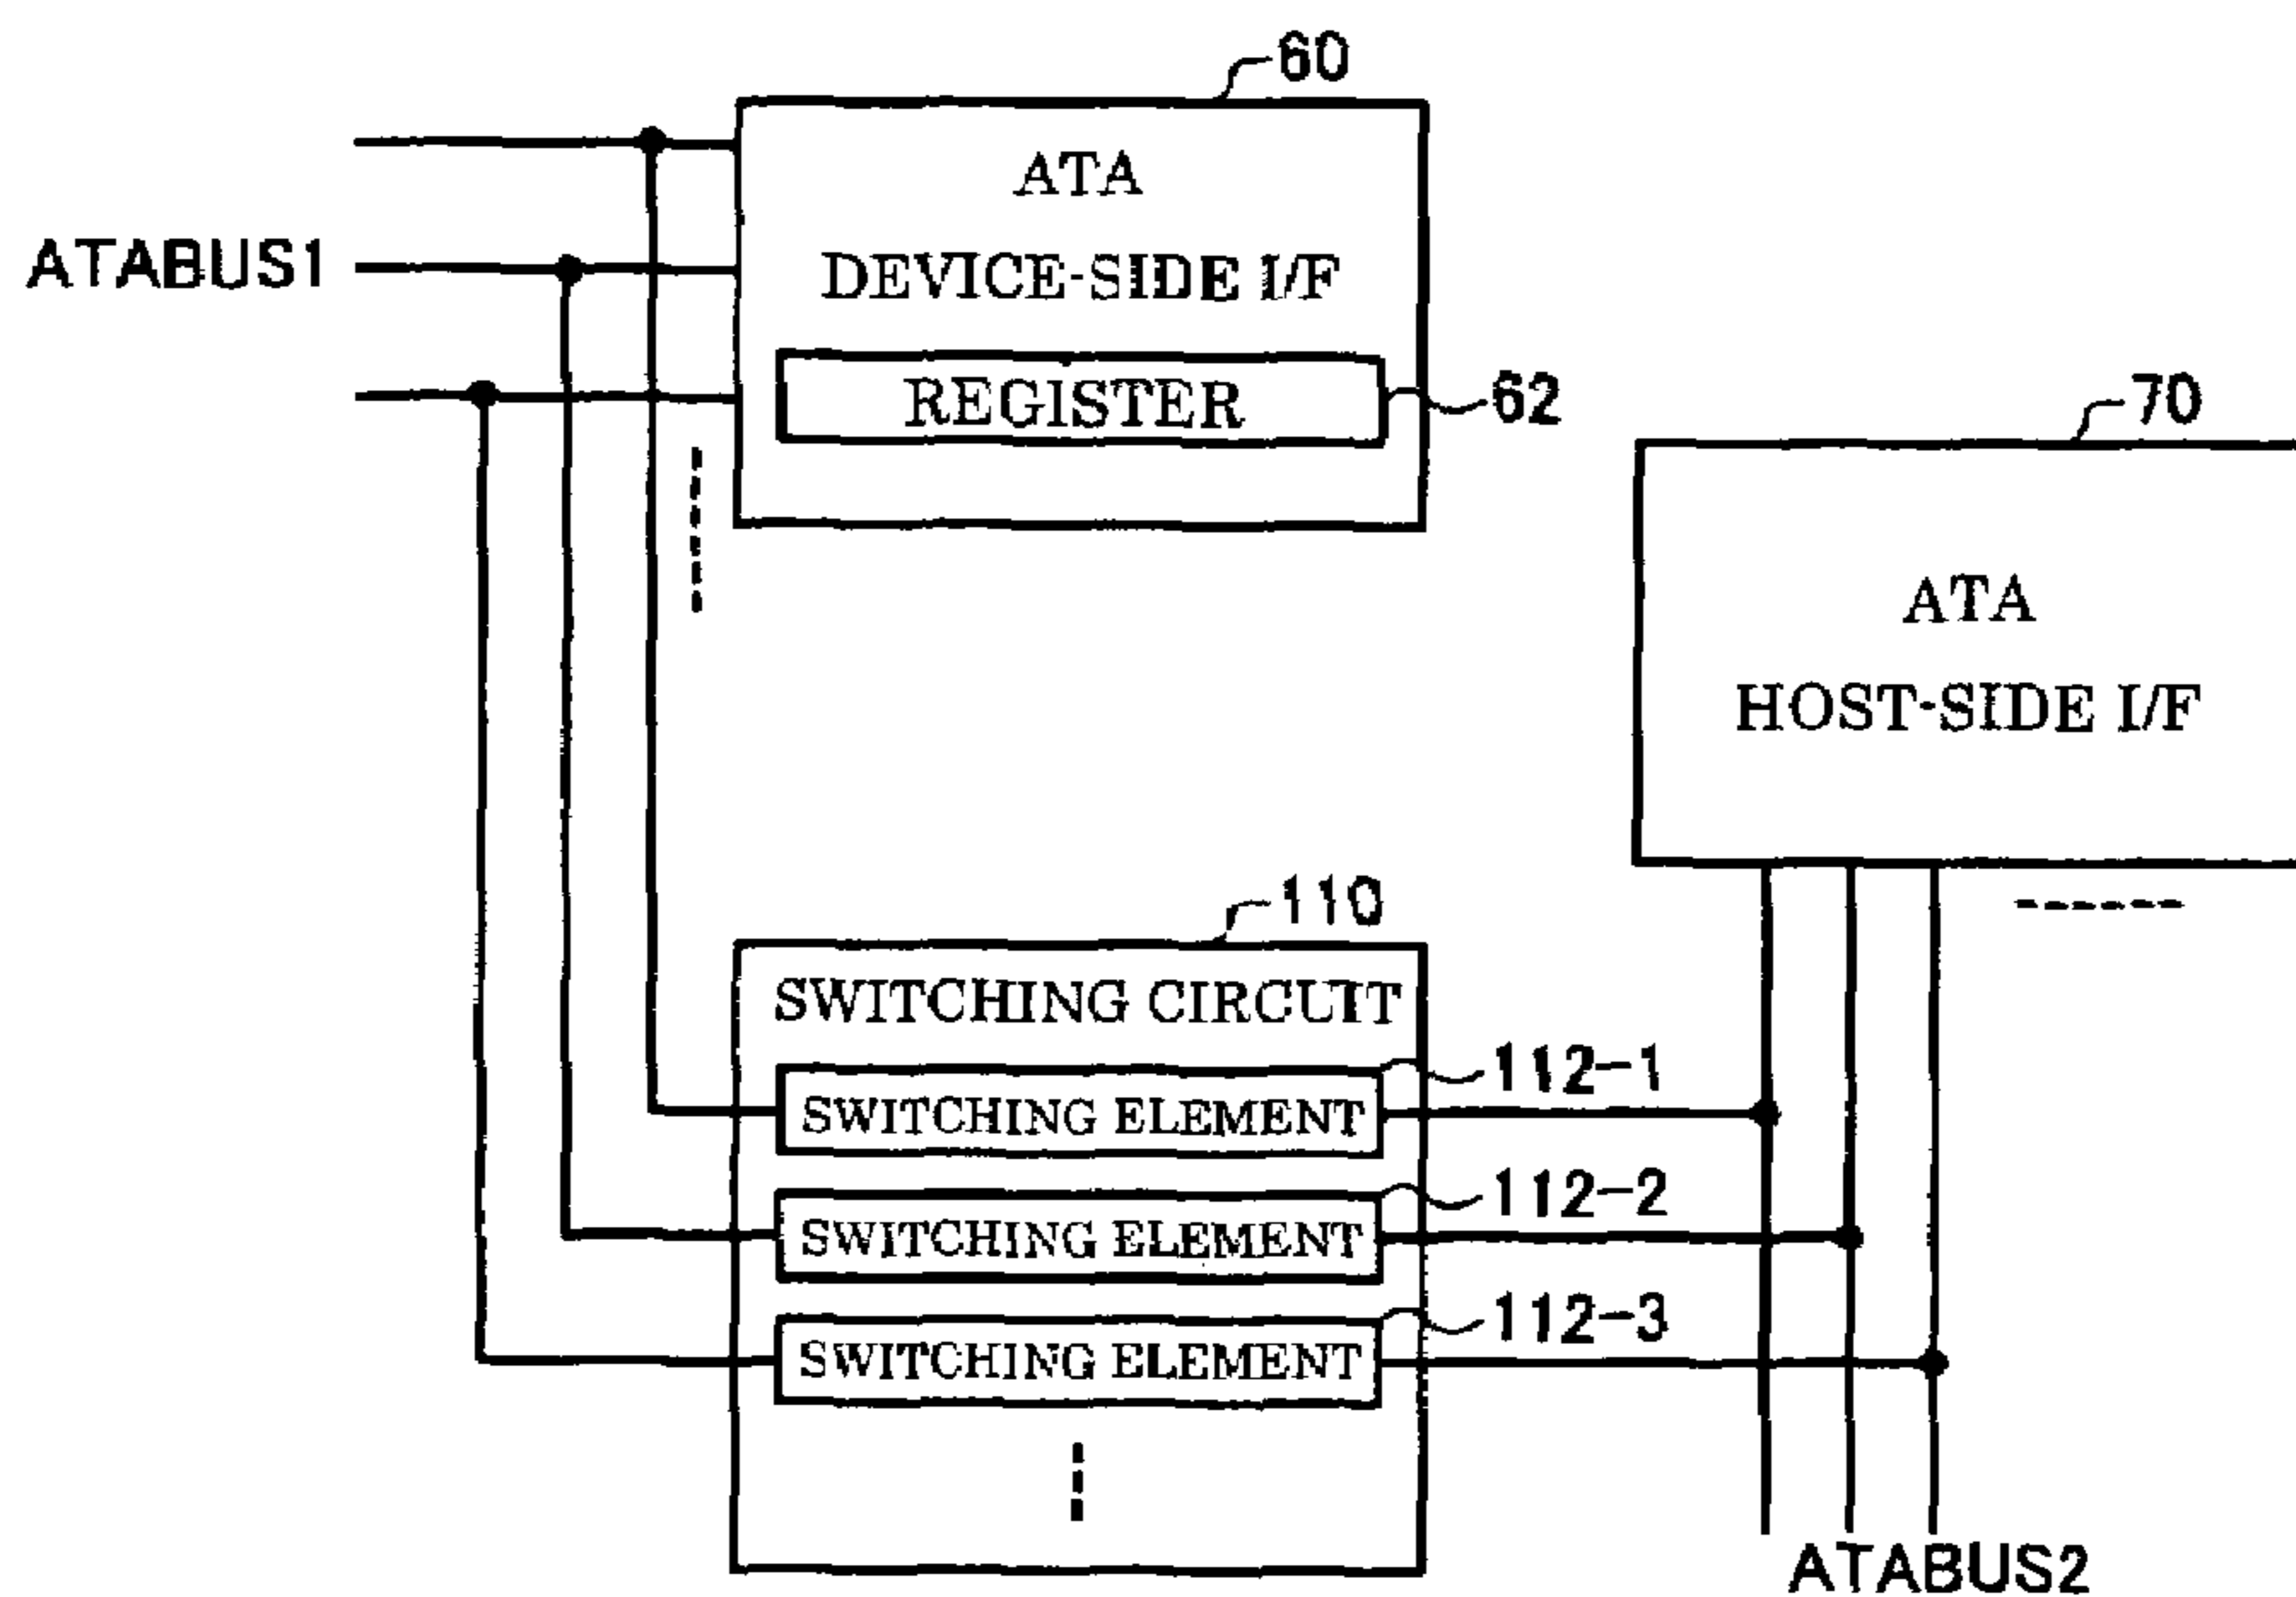 60
ATA
ATABUS1
DEVICE-SIDE I/F
REGISTER
62
70
ATA
HOST-SIDE I/F
110
SWITCHING CIRCUIT
112-1
SWITCHING ELEMENT
112-2
SWITCHING ELEMENT
112-3
SWITCHING ELEMENT
ATABUS2